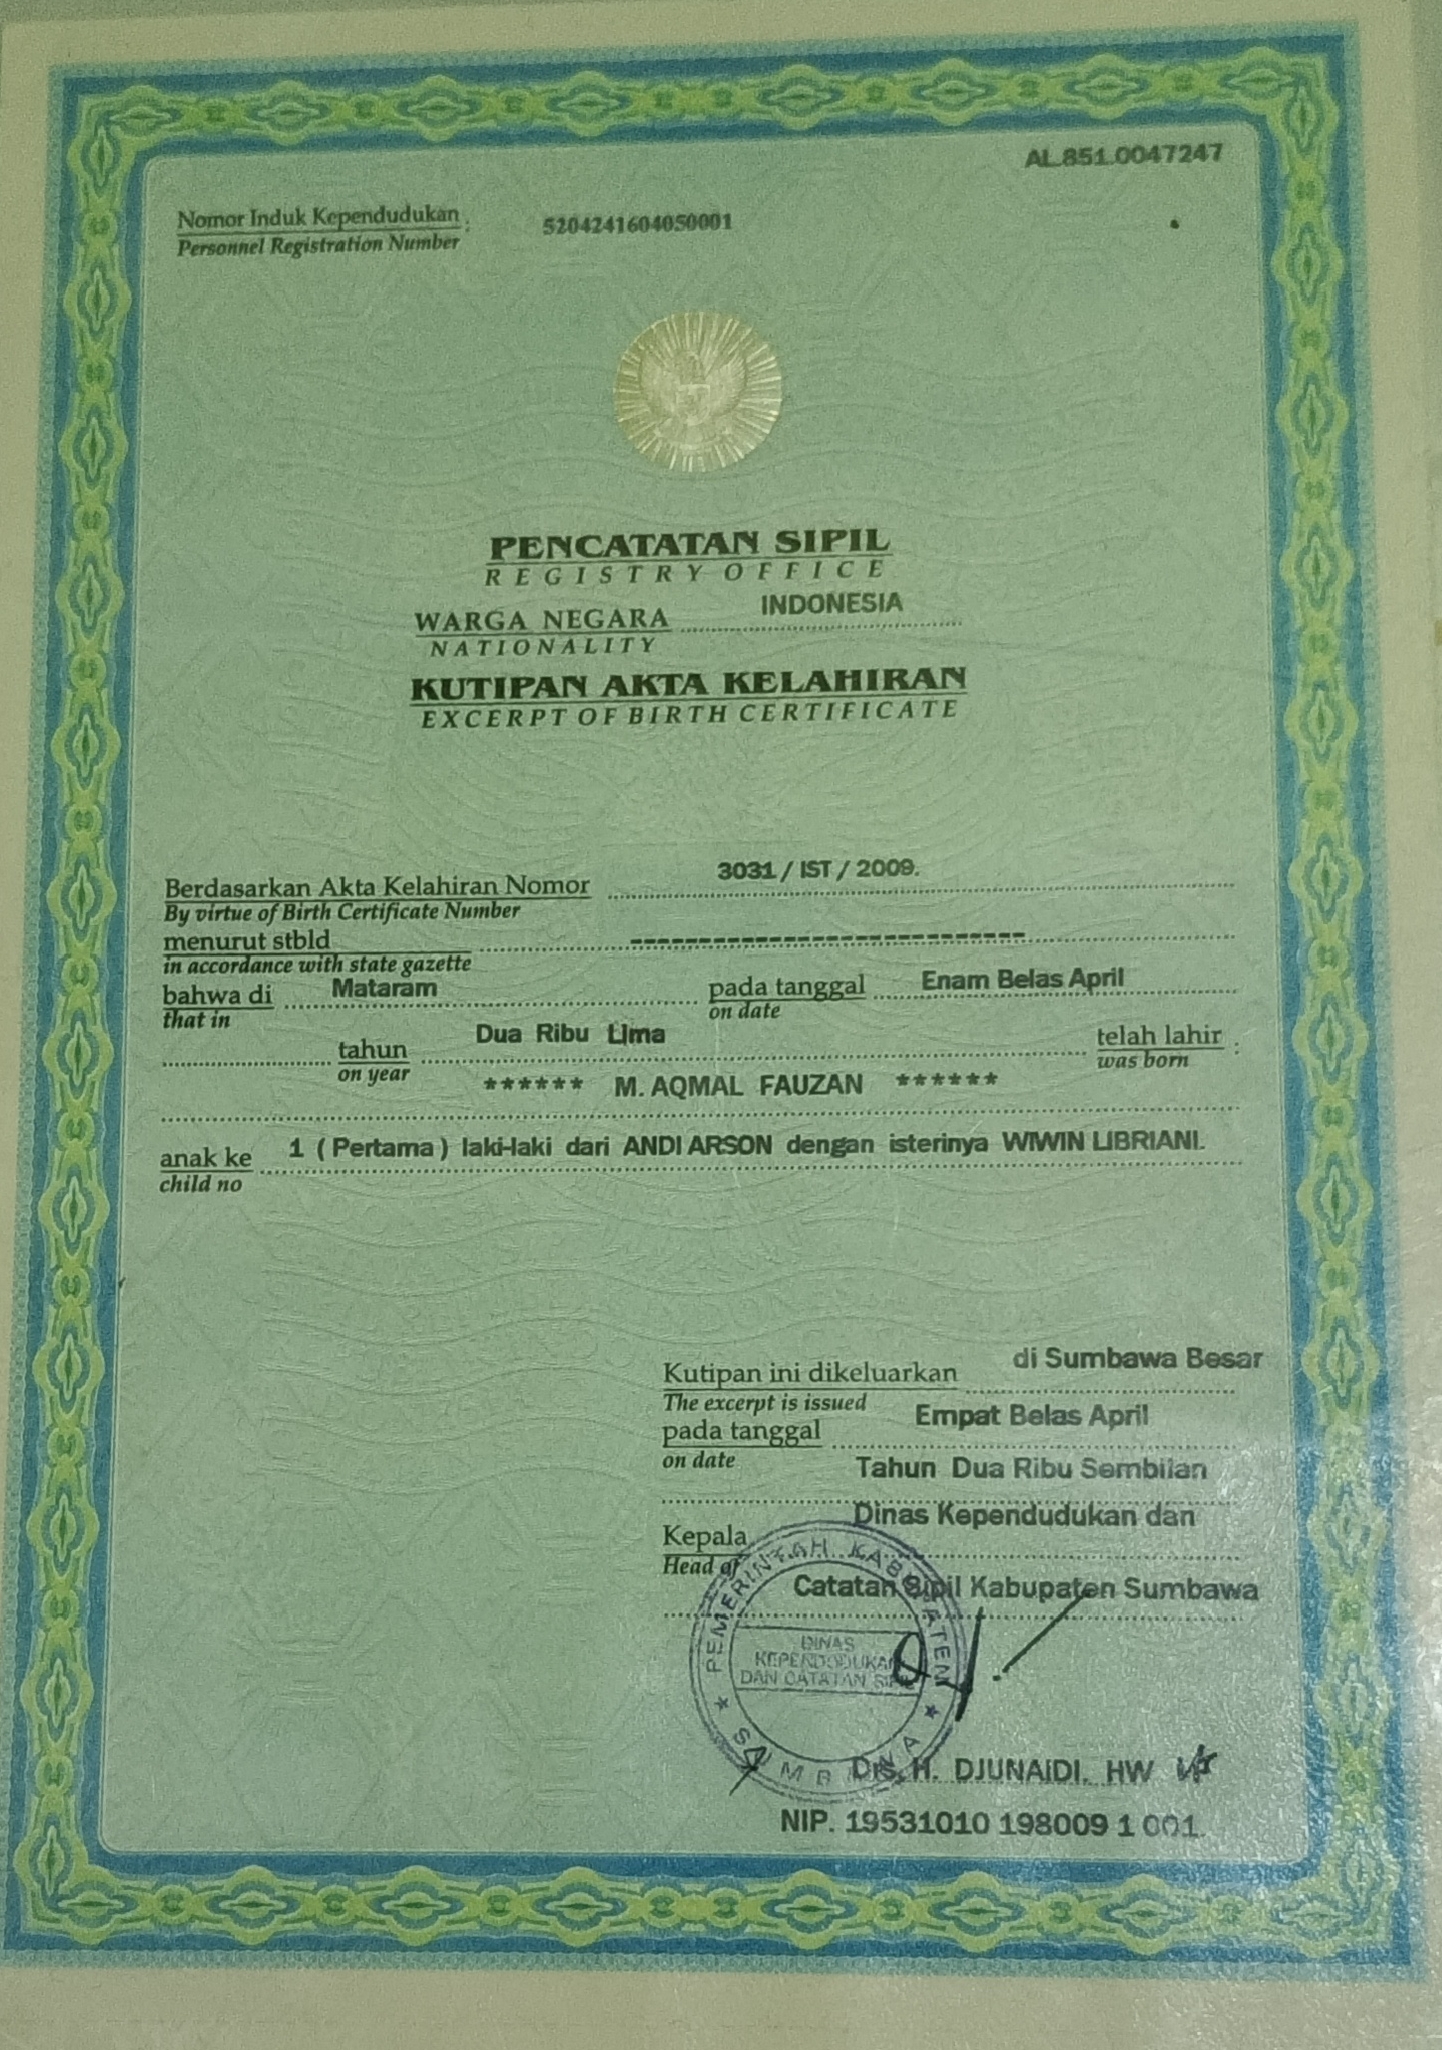 AL.851.0047247
Nomor Induk Kependudukan : 5204241604050001
Personnel Registration Number
PENCATATAN SIPIL
REGISTRY OFFICE
WARGA NEGARA INDONESIA
NATIONALITY
KUTIPAN AKTA KELAHIRAN
EXCERPT OF BIRTH CERTIFICATE
Berdasarkan Akta Kelahiran Nomor 3031 / IST / 2009.
By virtue of Birth Certificate Number
menurut stbld -----------------------------
in accordance with state gazette
bahwa di Mataram pada tanggal Enam Belas April
that in on date
tahun Dua Ribu Lima telah lahir :
on year was born
****** M. AQMAL FAUZAN ******
anak ke 1 ( Pertama ) laki-laki dari ANDI ARSON dengan isterinya WIWIN LIBRIANI.
child no
Kutipan ini dikeluarkan di Sumbawa Besar
The excerpt is issued
pada tanggal Empat Belas April
on date
Tahun Dua Ribu Sembilan
Kepala Dinas Kependudukan dan
Head of
Catatan Sipil Kabupaten Sumbawa
PEMERINTAH KABUPATEN
DINAS
KEPENDUDUKAN
DAN CATATAN SIPIL
SUMBAWA
Drs. H. DJUNAIDI. HW
NIP. 19531010 198009 1 001.